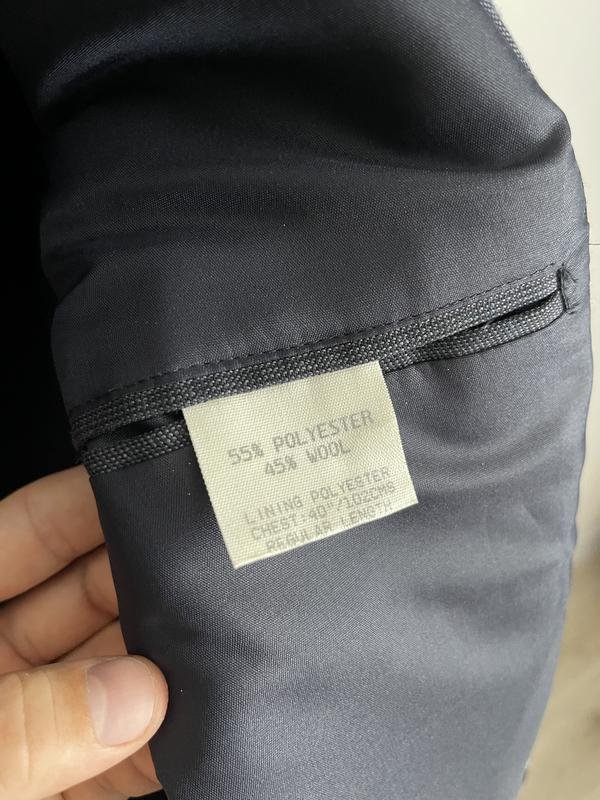 55% POLYESTER
45% WOOL
LINING POLYESTER
CHEST:40"/102CMS
REGULAR LENGTH